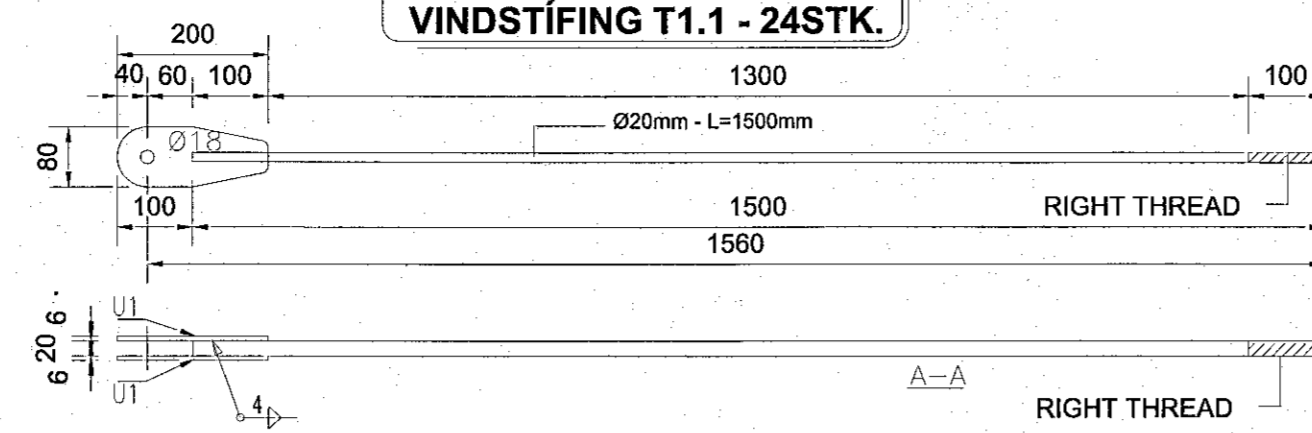 VINDSTÍFING T1.1 - 24STK.
200
40 60 100 1300 100
Ø20mm - L=1500mm
Ø18
80
RIGHT THREAD
100 1500
1560
U1
6
20
6
U1
4
A-A
RIGHT THREAD